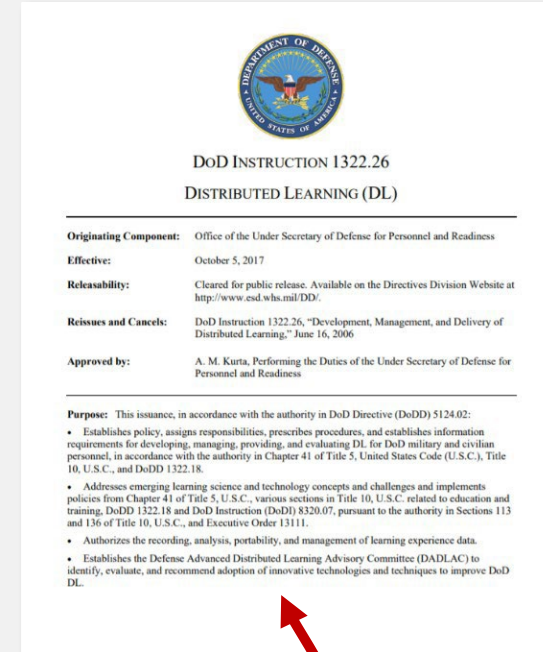 DEPARTMENT OF DEFENSE
UNITED STATES OF AMERICA
DOD INSTRUCTION 1322.26
DISTRIBUTED LEARNING (DL)
Originating Component: Office of the Under Secretary of Defense for Personnel and Readiness
Effective: October 5, 2017
Releasability: Cleared for public release. Available on the Directives Division Website at
http://www.esd.whs.mil/DD/.
Reissues and Cancels: DoD Instruction 1322.26, “Development, Management, and Delivery of
Distributed Learning,” June 16, 2006
Approved by: A. M. Kurta, Performing the Duties of the Under Secretary of Defense for
Personnel and Readiness
Purpose: This issuance, in accordance with the authority in DoD Directive (DoDD) 5124.02:
• Establishes policy, assigns responsibilities, prescribes procedures, and establishes information
requirements for developing, managing, providing, and evaluating DL for DoD military and civilian
personnel, in accordance with the authority in Chapter 41 of Title 5, United States Code (U.S.C.), Title
10, U.S.C., and DoDD 1322.18.
• Addresses emerging learning science and technology concepts and challenges and implements
policies from Chapter 41 of Title 5, U.S.C., various sections in Title 10, U.S.C. related to education and
training, DoDD 1322.18 and DoD Instruction (DoDI) 8320.07, pursuant to the authority in Sections 113
and 136 of Title 10, U.S.C., and Executive Order 13111.
• Authorizes the recording, analysis, portability, and management of learning experience data.
• Establishes the Defense Advanced Distributed Learning Advisory Committee (DADLAC) to
identify, evaluate, and recommend adoption of innovative technologies and techniques to improve DoD
DL.